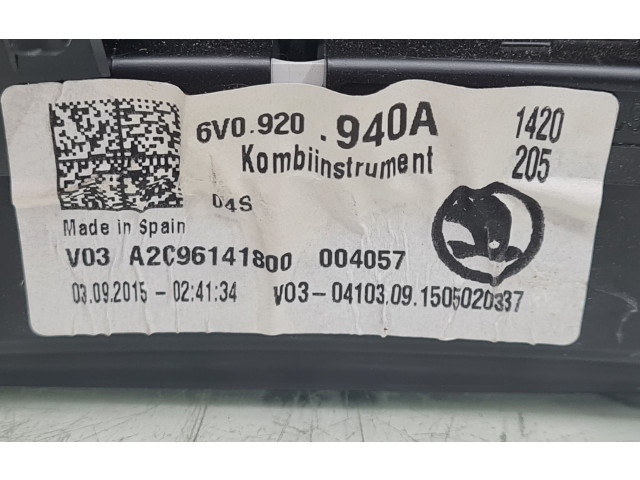 6V0.920 .940A 1420
Kombiinstrument 205
04S
Made in Spain
V03 A2C96141800 004057
03.09.2015 - 02:41:34 V03-04103.09.1505020337